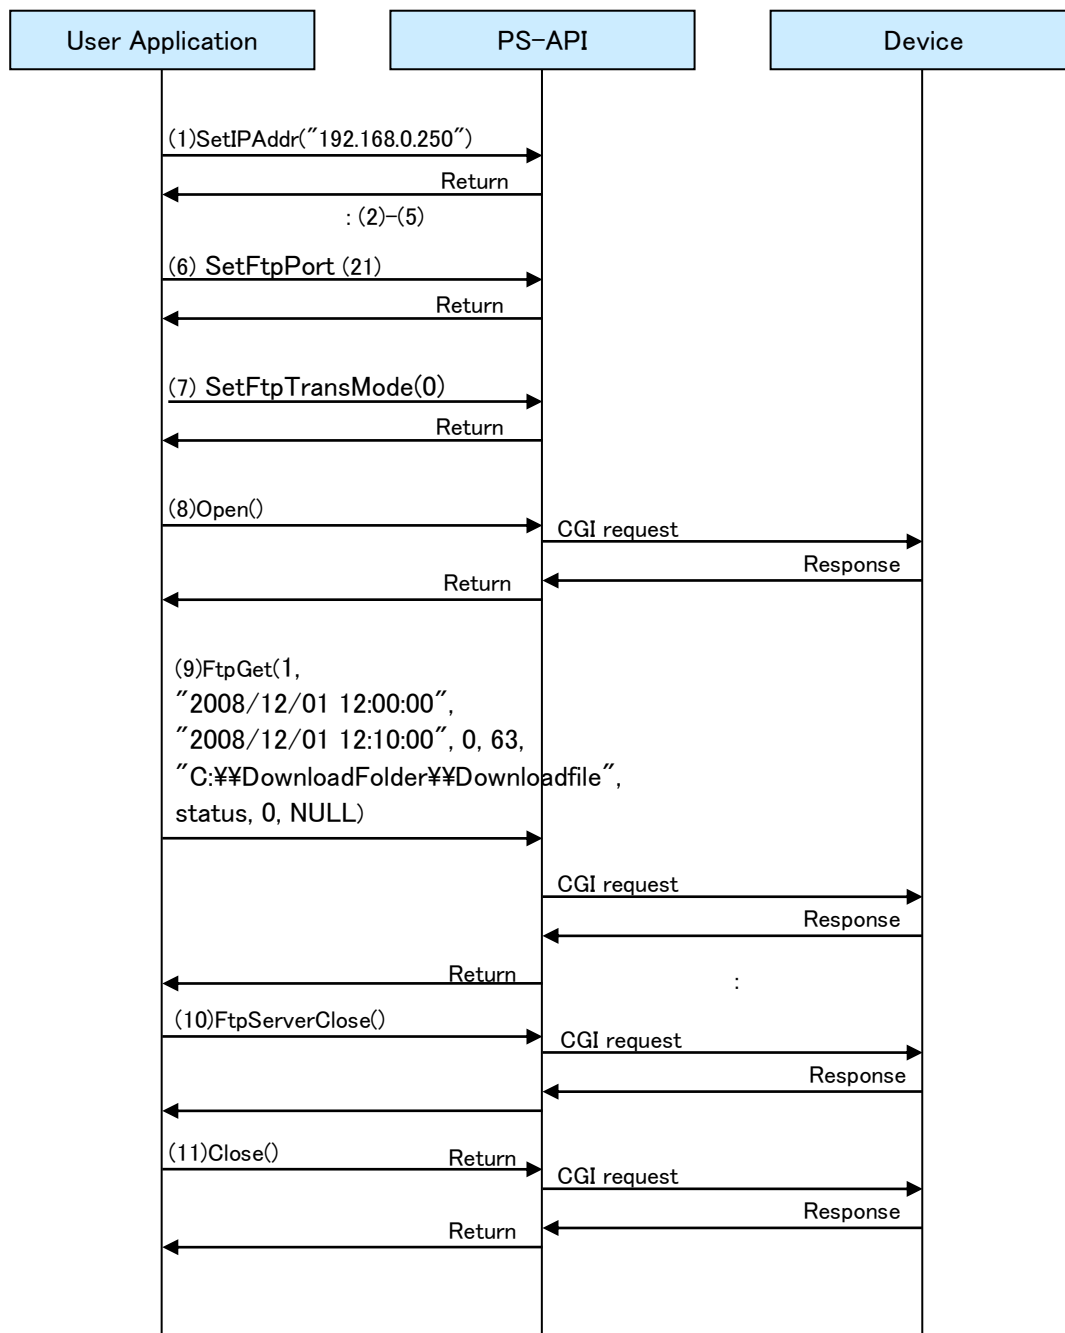 User Application
PS-API
Device
(1)SetIPAddr("192.168.0.250")
Return
: (2)-(5)
(6) SetFtpPort (21)
Return
(7) SetFtpTransMode(0)
Return
(8)Open()
CGI request
Response
Return
(9)FtpGet(1,
"2008/12/01 12:00:00",
"2008/12/01 12:10:00", 0, 63,
"C:¥¥DownloadFolder¥¥Downloadfile",
status, 0, NULL)
CGI request
Response
Return
:
(10)FtpServerClose()
CGI request
Response
(11)Close()
Return
CGI request
Response
Return